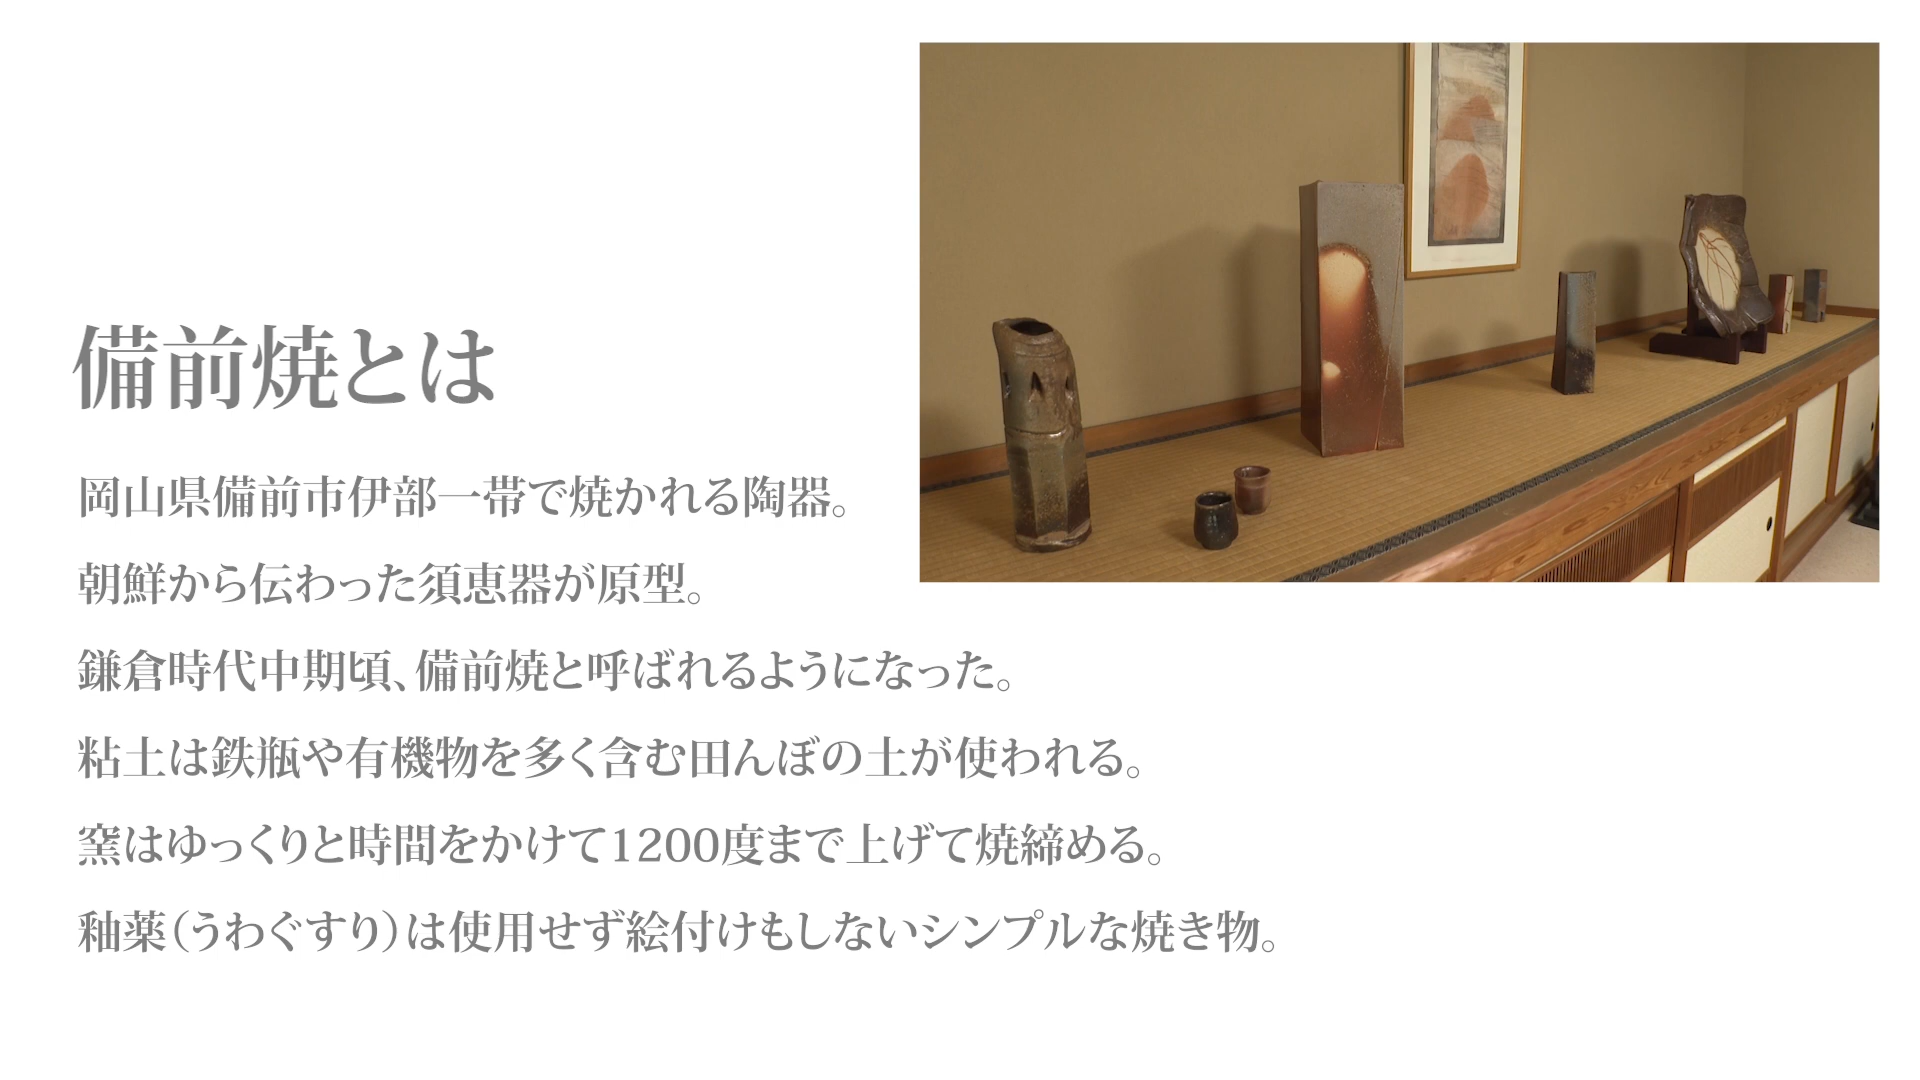 備前焼とは
岡山県備前市伊部一帯で焼かれる陶器。
朝鮮から伝わった須恵器が原型。
鎌倉時代中期頃、備前焼と呼ばれるようになった。
粘土は鉄瓶や有機物を多く含む田んぼの土が使われる。
窯はゆっくりと時間をかけて1200度まで上げて焼締める。
釉薬（うわぐすり）は使用せず絵付けもしないシンプルな焼き物。